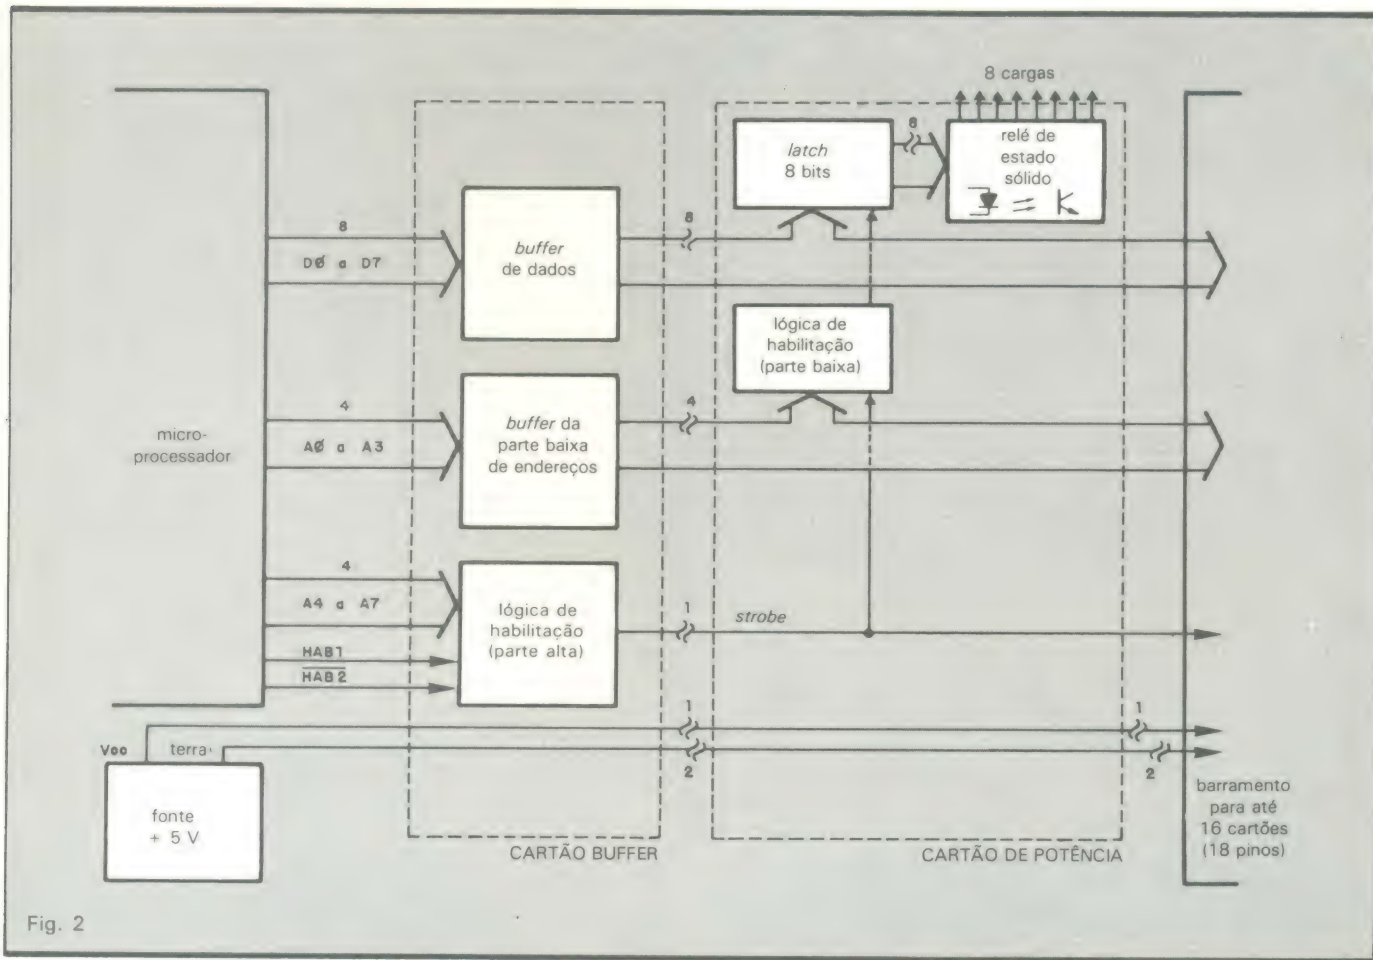 8 cargas
latch
8 bits
8
relé de
estado
sólido
8
D0 a D7
buffer
de dados
8
lógica de
habilitação
(parte baixa)
micro-
processador
4
A0 a A3
buffer da
parte baixa
de endereços
4
4
A4 a A7
HAB1
HAB2
lógica de
habilitação
(parte alta)
1
strobe
1
2
1
2
VDD
terra
fonte
+ 5 V
CARTÃO BUFFER
CARTÃO DE POTÊNCIA
barramento
para até
16 cartões
(18 pinos)
Fig. 2